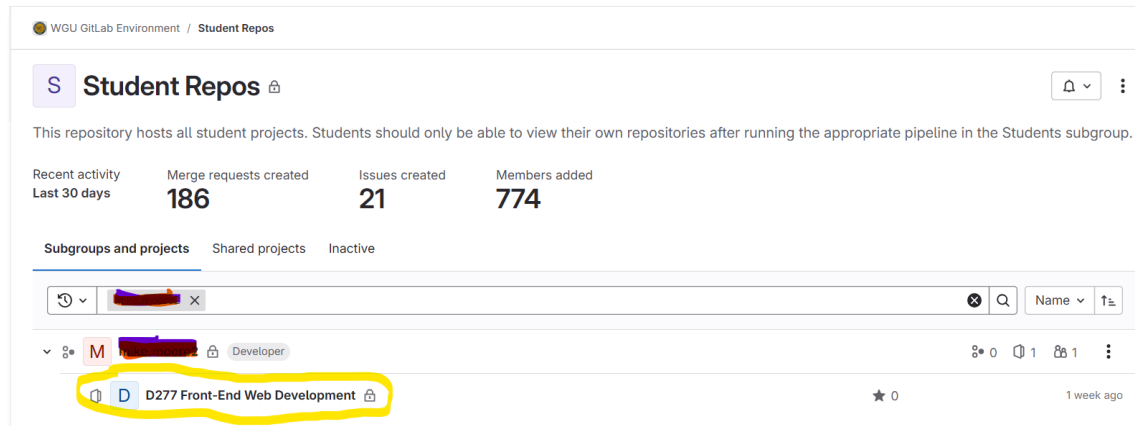 WGU GitLab Environment / Student Repos
S Student Repos
This repository hosts all student projects. Students should only be able to view their own repositories after running the appropriate pipeline in the Students subgroup.
Recent activity
Last 30 days
Merge requests created
186
Issues created
21
Members added
774
Subgroups and projects Shared projects Inactive
Name
M Developer 0 1 1
D D277 Front-End Web Development 0 1 week ago